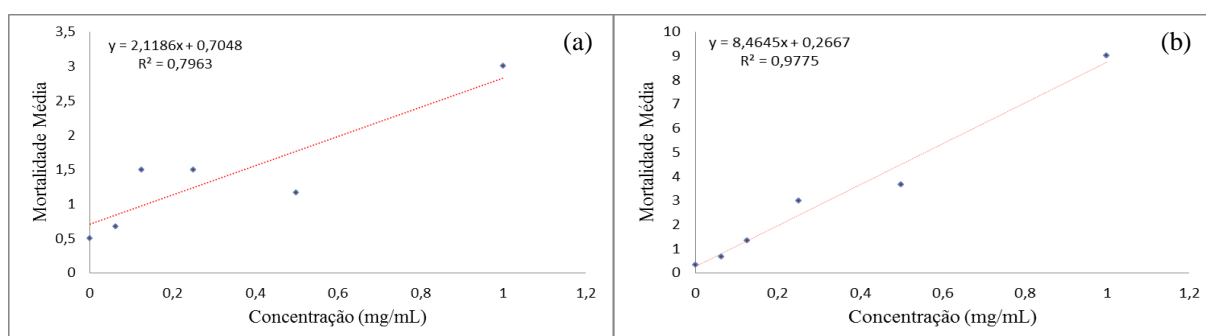 y = 2,1186x + 0,7048
R² = 0,7963
(a)
Mortalidade Média
3,5
3
2,5
2
1,5
1
0,5
0
0 0,2 0,4 0,6 0,8 1 1,2
Concentração (mg/mL)
y = 8,4645x + 0,2667
R² = 0,9775
(b)
Mortalidade Média
10
9
8
7
6
5
4
3
2
1
0
0 0,2 0,4 0,6 0,8 1 1,2
Concentração (mg/mL)